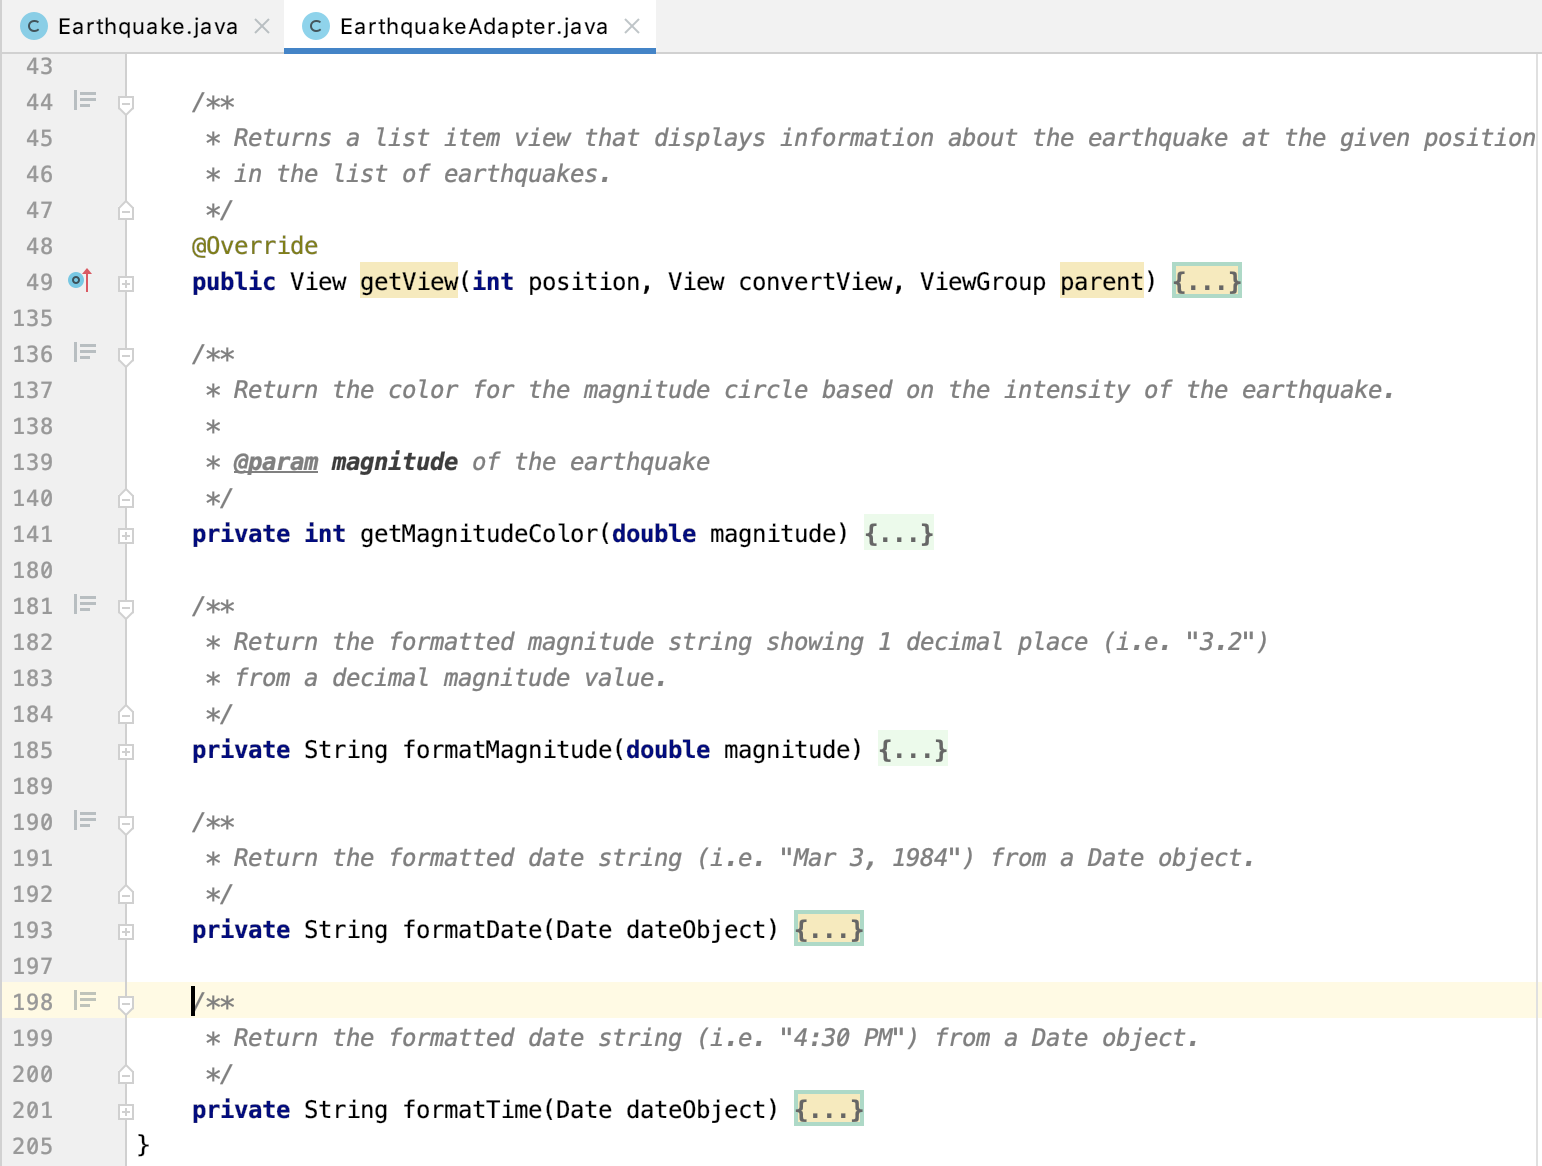 C Earthquake.java × C EarthquakeAdapter.java ×
43
44 /**
45 * Returns a list item view that displays information about the earthquake at the given position
46 * in the list of earthquakes.
47 */
48 @Override
49 public View getView(int position, View convertView, ViewGroup parent) {...}
135
136 /**
137 * Return the color for the magnitude circle based on the intensity of the earthquake.
138 *
139 * @param magnitude of the earthquake
140 */
141 private int getMagnitudeColor(double magnitude) {...}
180
181 /**
182 * Return the formatted magnitude string showing 1 decimal place (i.e. "3.2")
183 * from a decimal magnitude value.
184 */
185 private String formatMagnitude(double magnitude) {...}
189
190 /**
191 * Return the formatted date string (i.e. "Mar 3, 1984") from a Date object.
192 */
193 private String formatDate(Date dateObject) {...}
197
198 /**
199 * Return the formatted date string (i.e. "4:30 PM") from a Date object.
200 */
201 private String formatTime(Date dateObject) {...}
205 }